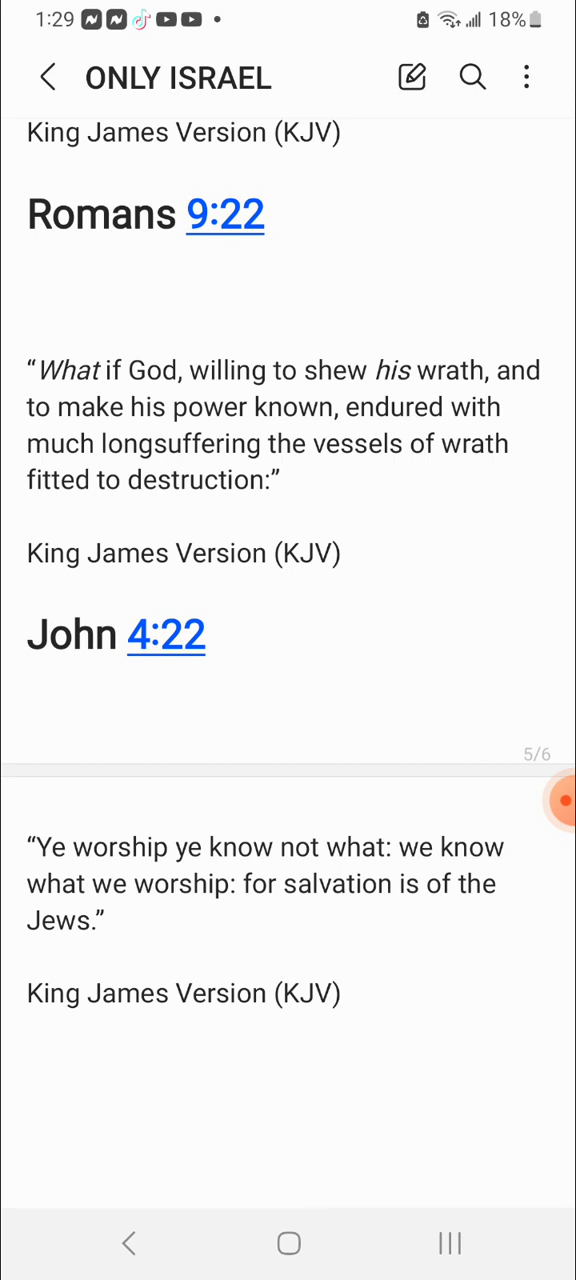 1:29 18%
ONLY ISRAEL
King James Version (KJV)
Romans 9:22
“What if God, willing to shew his wrath, and
to make his power known, endured with
much longsuffering the vessels of wrath
fitted to destruction:”
King James Version (KJV)
John 4:22
5/6
“Ye worship ye know not what: we know
what we worship: for salvation is of the
Jews.”
King James Version (KJV)